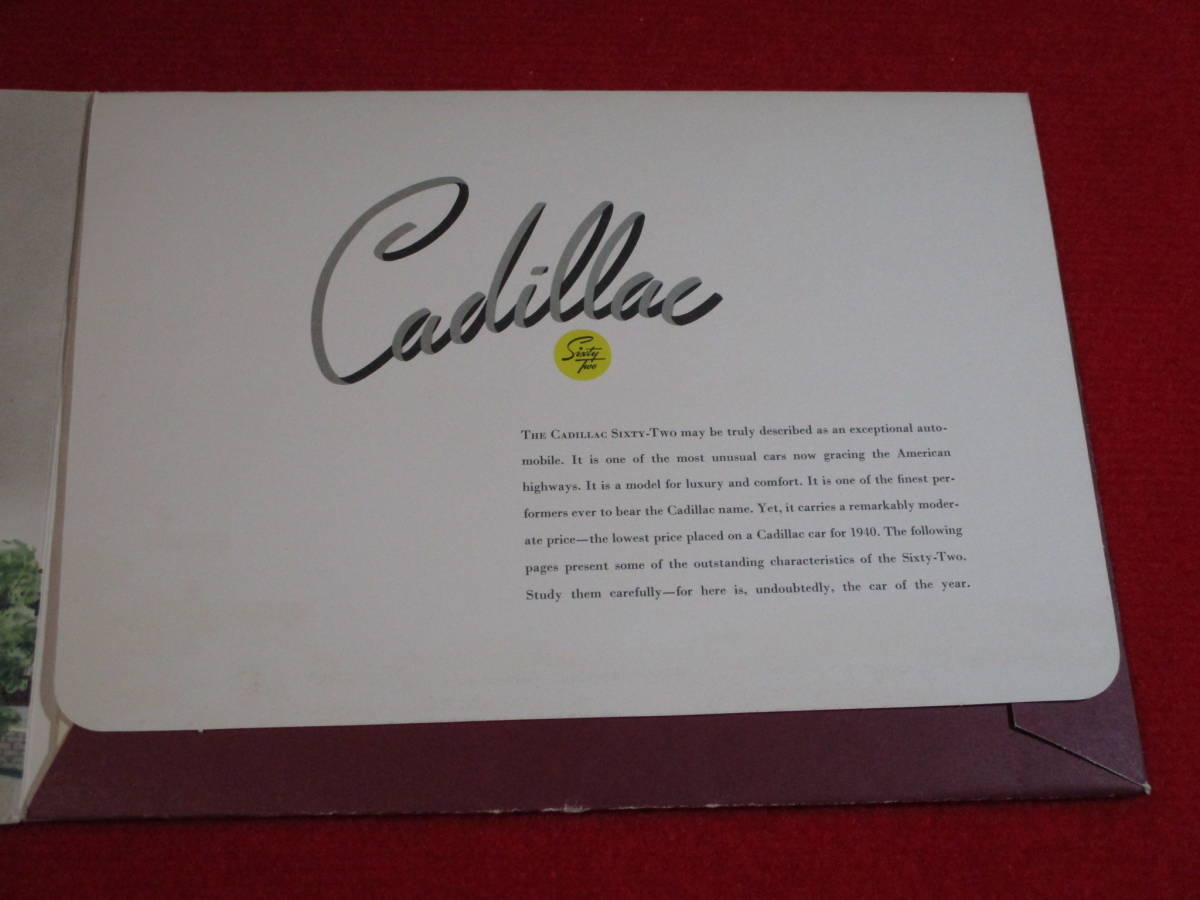 Cadillac
Sixty
Two
THE CADILLAC SIXTY-TWO may be truly described as an exceptional auto-
mobile. It is one of the most unusual cars now gracing the American
highways. It is a model for luxury and comfort. It is one of the finest per-
formers ever to bear the Cadillac name. Yet, it carries a remarkably moder-
ate price—the lowest price placed on a Cadillac car for 1940. The following
pages present some of the outstanding characteristics of the Sixty-Two.
Study them carefully—for here is, undoubtedly, the car of the year.